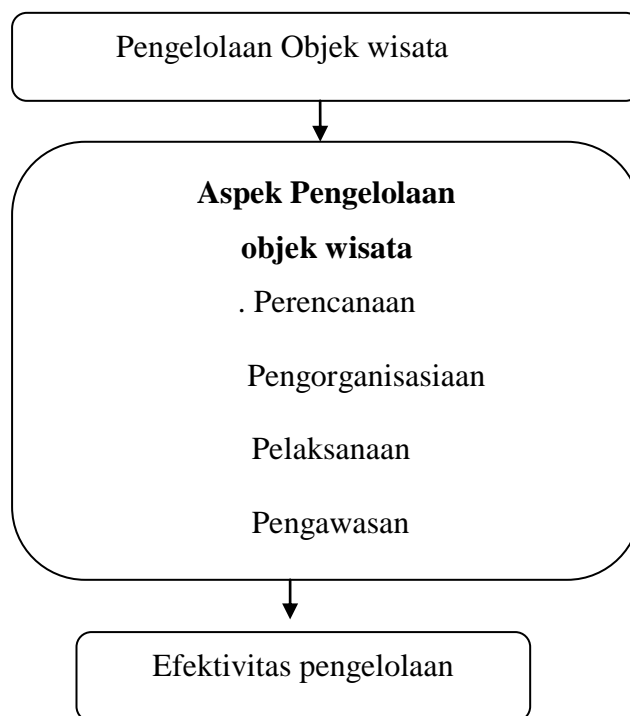 Pengelolaan Objek wisata
Aspek Pengelolaan
objek wisata
. Perencanaan
Pengorganisasiaan
Pelaksanaan
Pengawasan
Efektivitas pengelolaan